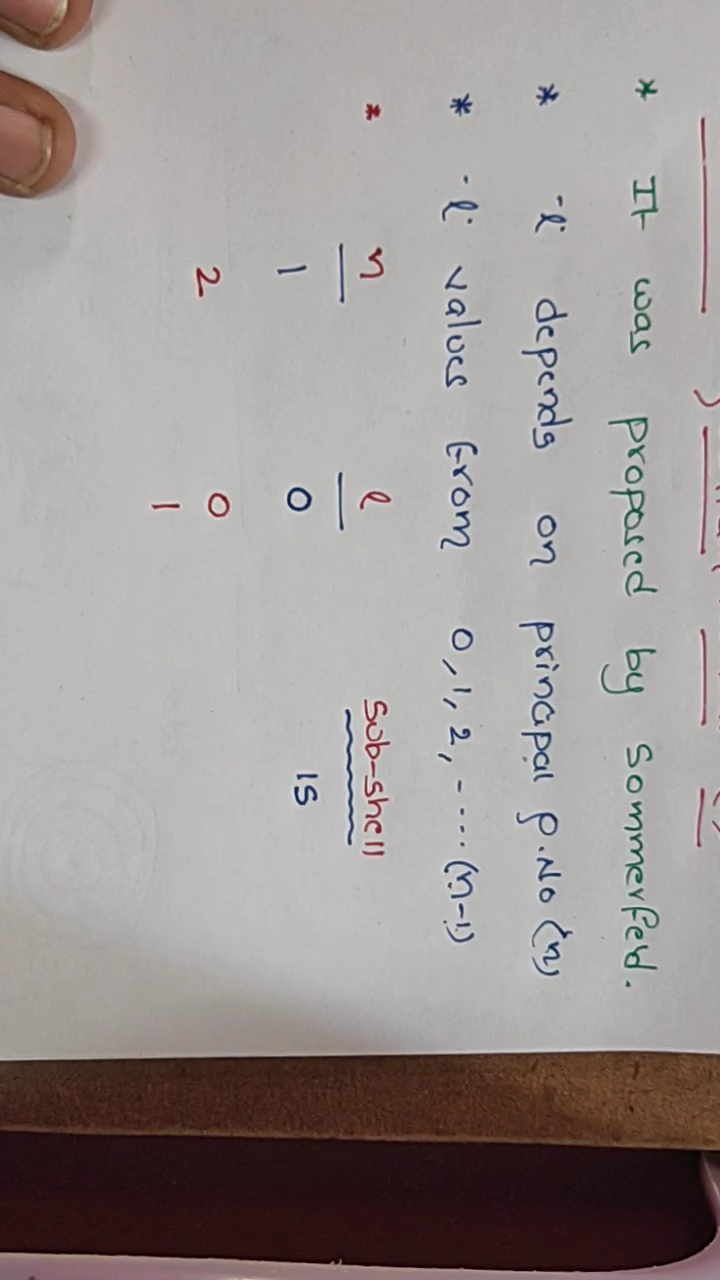 * It was proposed by Sommerfed.
* -l· depends on principal Q.No (n)
* -l· values from 0, 1, 2, ---- (n-1)
* n l Sub-shell
1 0 1s
2 0
1